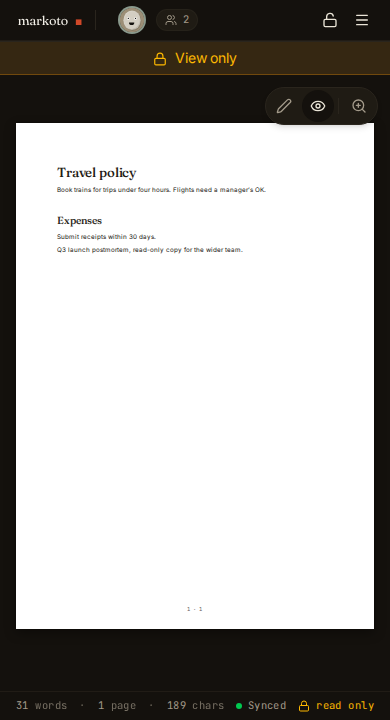 markoto
2
View only
Travel policy
Book trains for trips under four hours. Flights need a manager's OK.
Expenses
Submit receipts within 30 days.
Q3 launch postmortem, read-only copy for the wider team.
1 - 1
31 words · 1 page · 189 chars Synced read only